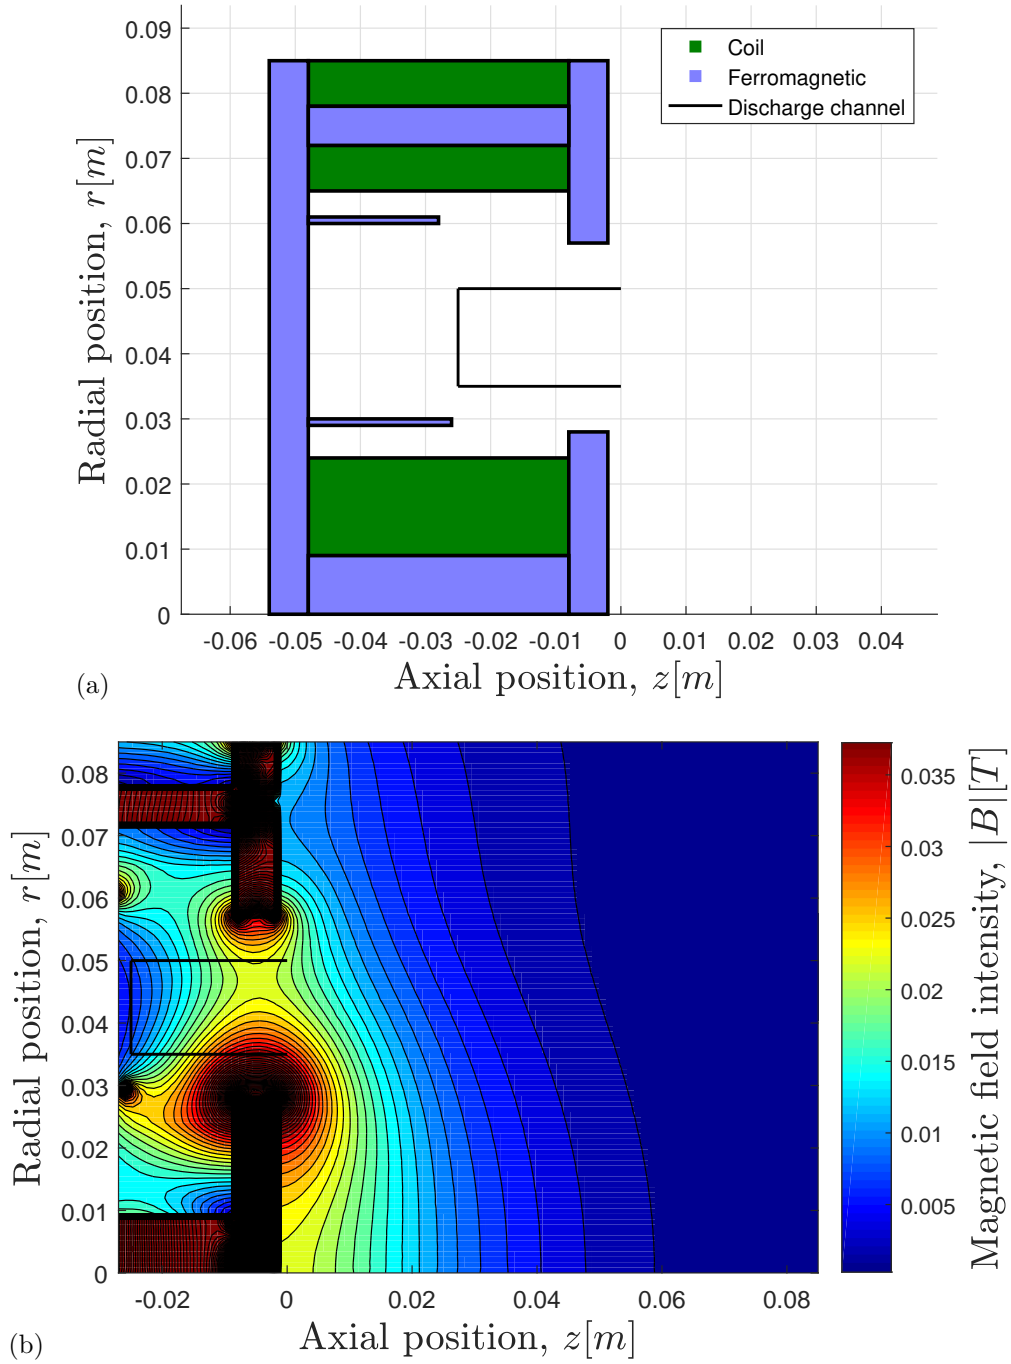 0.09
0.08
0.07
0.06
0.05
0.04
0.03
0.02
0.01
0
Radial position, r[m]
Coil
Ferromagnetic
Discharge channel
-0.06 -0.05 -0.04 -0.03 -0.02 -0.01 0 0.01 0.02 0.03 0.04
Axial position, z[m]
(a)
0.08
0.07
0.06
0.05
0.04
0.03
0.02
0.01
0
Radial position, r[m]
-0.02 0 0.02 0.04 0.06 0.08
Axial position, z[m]
0.035
0.03
0.025
0.02
0.015
0.01
0.005
Magnetic field intensity, |B|[T]
(b)